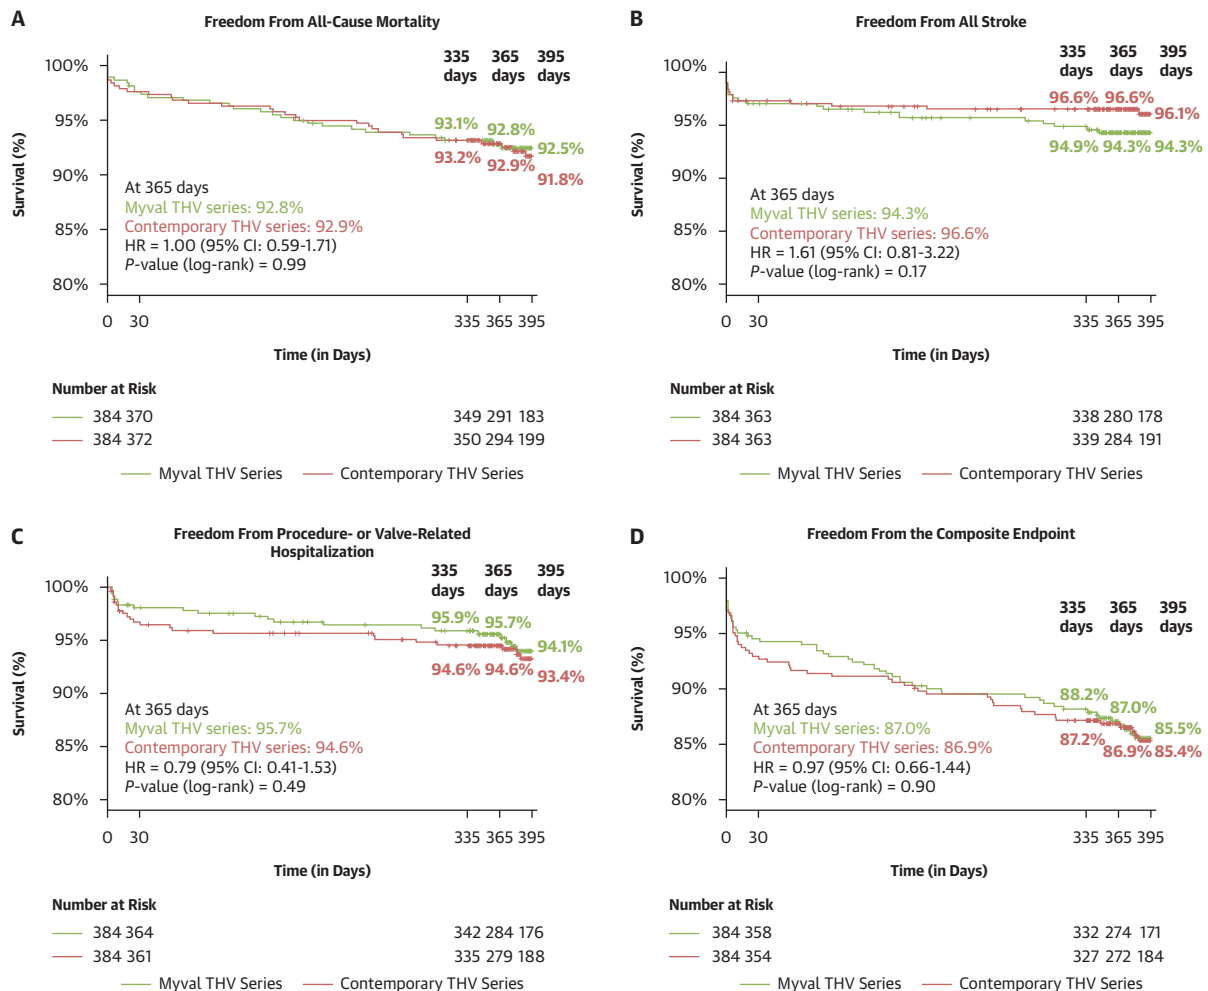 A
Freedom From All-Cause Mortality
335 365 395
days days days
100%
95%
90%
85%
80%
Survival (%)
93.1% 92.8% 92.5%
93.2% 92.9% 91.8%
At 365 days
Myval THV series: 92.8%
Contemporary THV series: 92.9%
HR = 1.00 (95% CI: 0.59-1.71)
P-value (log-rank) = 0.99
0 30 335 365 395
Time (in Days)
Number at Risk
384 370 349 291 183
384 372 350 294 199
Myval THV Series Contemporary THV Series
B
Freedom From All Stroke
335 365 395
days days days
100%
95%
90%
85%
80%
Survival (%)
96.6% 96.6% 96.1%
94.9% 94.3% 94.3%
At 365 days
Myval THV series: 94.3%
Contemporary THV series: 96.6%
HR = 1.61 (95% CI: 0.81-3.22)
P-value (log-rank) = 0.17
0 30 335 365 395
Time (in Days)
Number at Risk
384 363 338 280 178
384 363 339 284 191
Myval THV Series Contemporary THV Series
C
Freedom From Procedure- or Valve-Related
Hospitalization
335 365 395
days days days
100%
95%
90%
85%
80%
Survival (%)
95.9% 95.7% 94.1%
94.6% 94.6% 93.4%
At 365 days
Myval THV series: 95.7%
Contemporary THV series: 94.6%
HR = 0.79 (95% CI: 0.41-1.53)
P-value (log-rank) = 0.49
0 30 335 365 395
Time (in Days)
Number at Risk
384 364 342 284 176
384 361 335 279 188
Myval THV Series Contemporary THV Series
D
Freedom From the Composite Endpoint
335 365 395
days days days
100%
95%
90%
85%
80%
Survival (%)
88.2% 87.0% 85.5%
87.2% 86.9% 85.4%
At 365 days
Myval THV series: 87.0%
Contemporary THV series: 86.9%
HR = 0.97 (95% CI: 0.66-1.44)
P-value (log-rank) = 0.90
0 30 335 365 395
Time (in Days)
Number at Risk
384 358 332 274 171
384 354 327 272 184
Myval THV Series Contemporary THV Series